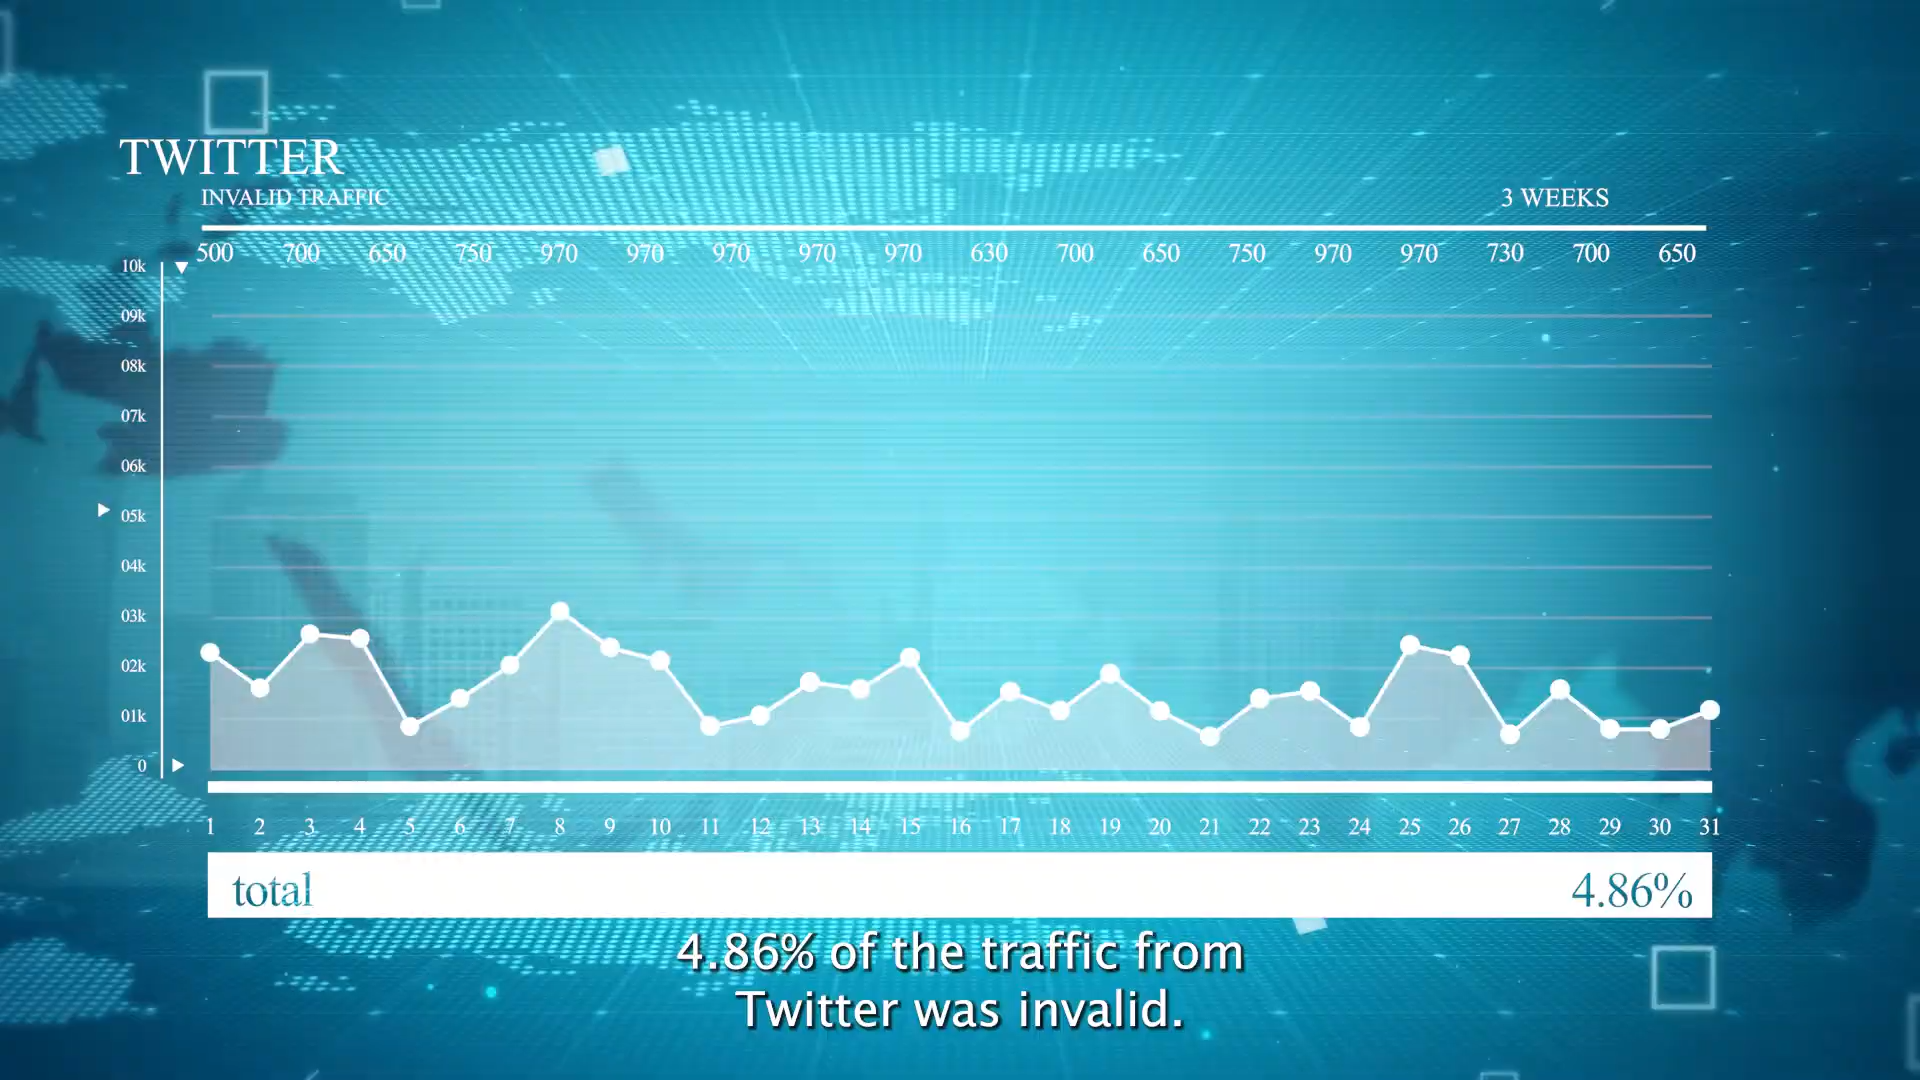 TWITTER
INVALID TRAFFIC
3 WEEKS
500 700 650 750 970 970 970 970 970 630 700 650 750 970 970 730 700 650
10k
09k
08k
07k
06k
05k
04k
03k
02k
01k
0
1 2 3 4 5 6 7 8 9 10 11 12 13 14 15 16 17 18 19 20 21 22 23 24 25 26 27 28 29 30 31
total 4.86%
4.86% of the traffic from
Twitter was invalid.